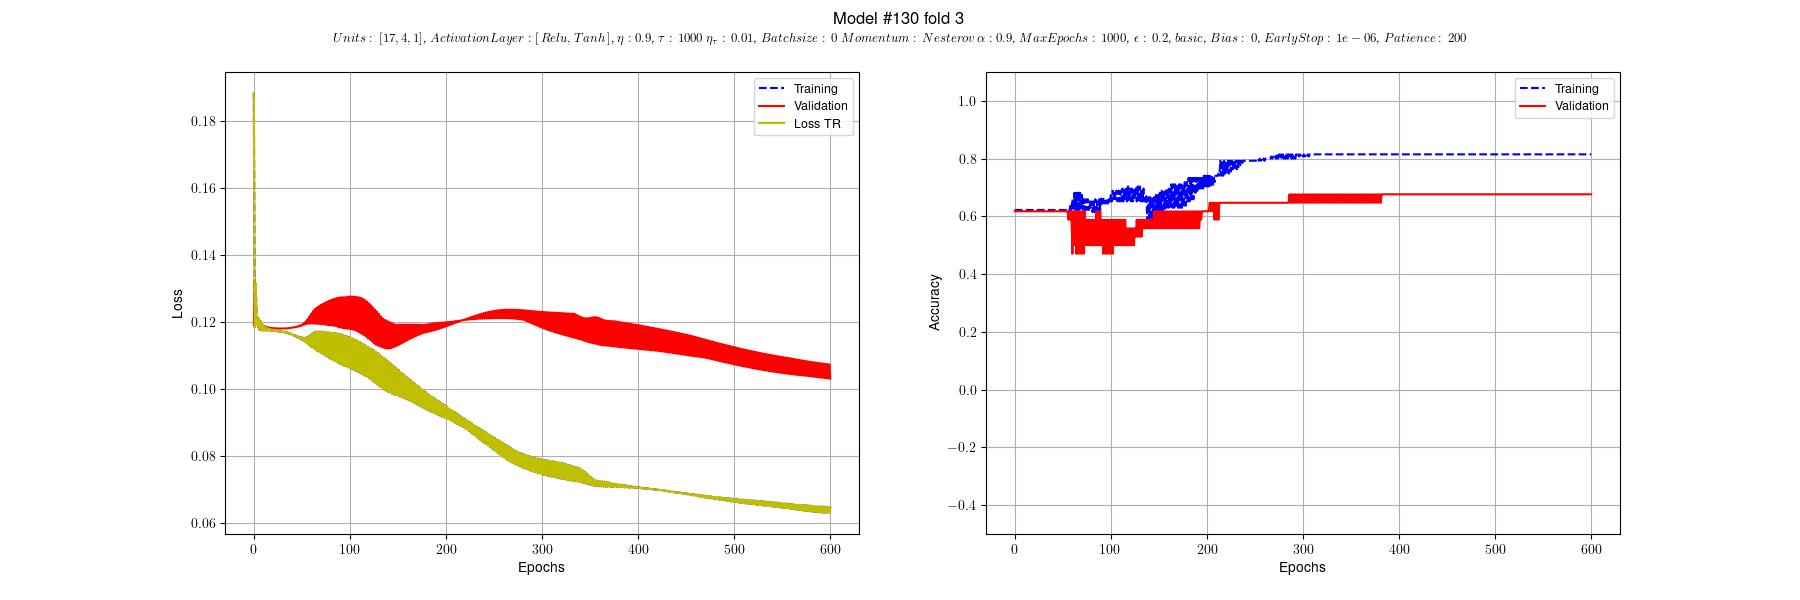 Model #130 fold 3
Units : [17, 4, 1], ActivationLayer : [Relu, Tanh], η : 0.9, τ : 1000 ητ : 0.01, Batchsize : 0 Momentum : Nesterov α : 0.9, MaxEpochs : 1000, ϵ : 0.2, basic, Bias : 0, EarlyStop : 1e − 06, Patience : 200
Training
Validation
Loss TR
0.18
0.16
0.14
0.12
0.10
0.08
0.06
Loss
0 100 200 300 400 500 600
Epochs
Training
Validation
1.0
0.8
0.6
0.4
0.2
0.0
−0.2
−0.4
Accuracy
0 100 200 300 400 500 600
Epochs